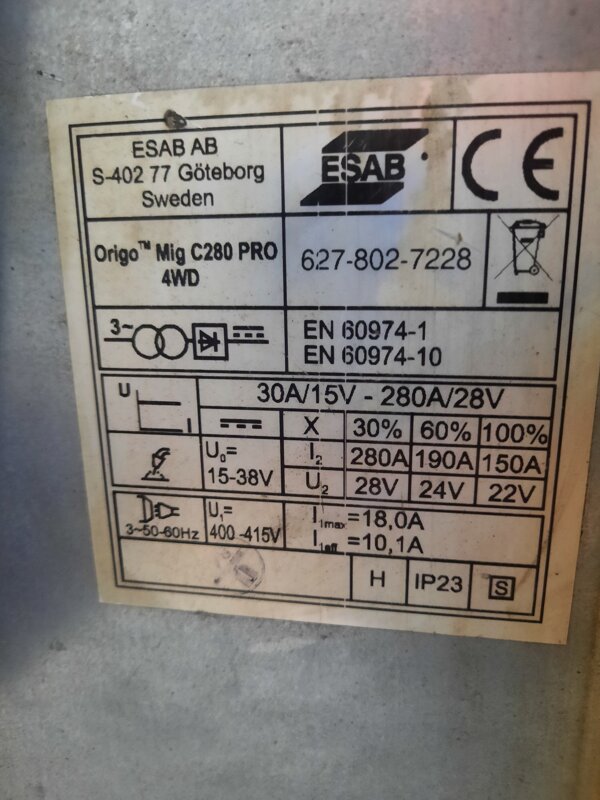 ESAB AB
S-402 77 Göteborg
Sweden
ESAB
CE
Origo™ Mig C280 PRO
4WD
627-802-7228
3~
EN 60974-1
EN 60974-10
U
I
30A/15V - 280A/28V
X 30% 60% 100%
U₀=
15-38V
I₂ 280A 190A 150A
U₂ 28V 24V 22V
3~50-60Hz
U₁=
400-415V
I₁max=18,0A
I₁eff=10,1A
H IP23 S